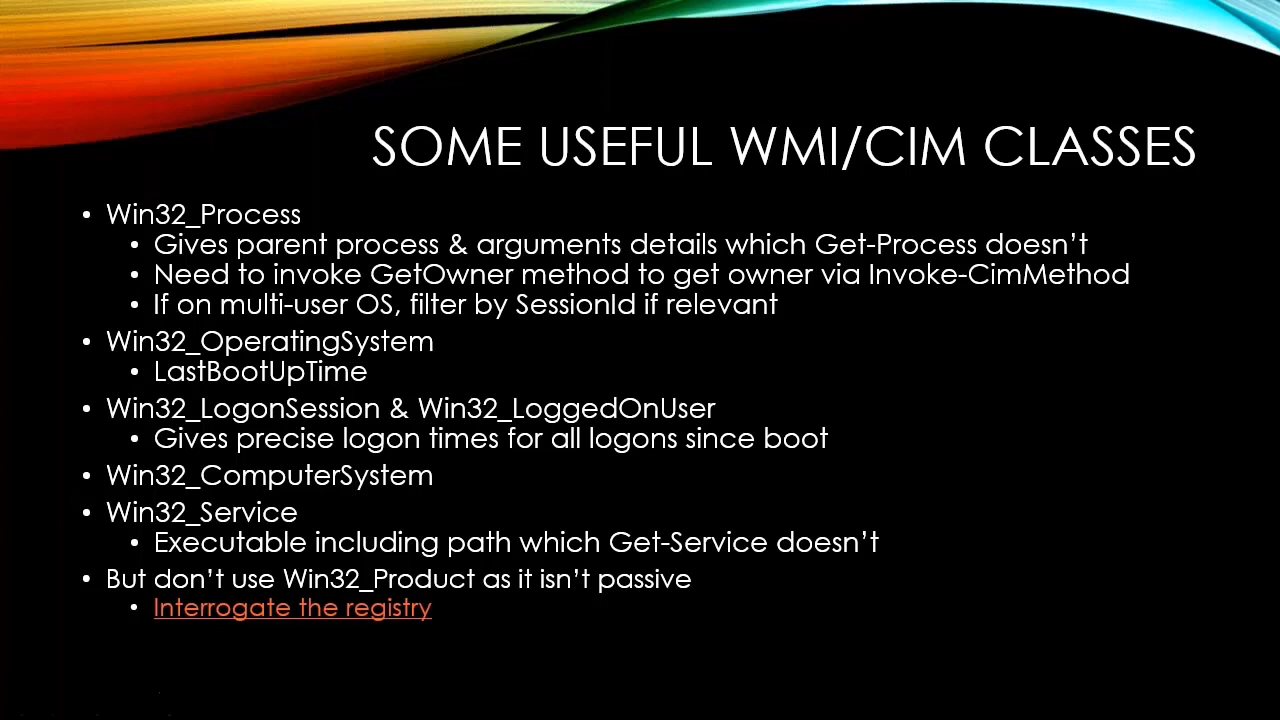 SOME USEFUL WMI/CIM CLASSES
• Win32_Process
• Gives parent process & arguments details which Get-Process doesn't
• Need to invoke GetOwner method to get owner via Invoke-CimMethod
• If on multi-user OS, filter by SessionId if relevant
• Win32_OperatingSystem
• LastBootUpTime
• Win32_LogonSession & Win32_LoggedOnUser
• Gives precise logon times for all logons since boot
• Win32_ComputerSystem
• Win32_Service
• Executable including path which Get-Service doesn't
• But don't use Win32_Product as it isn't passive
• Interrogate the registry